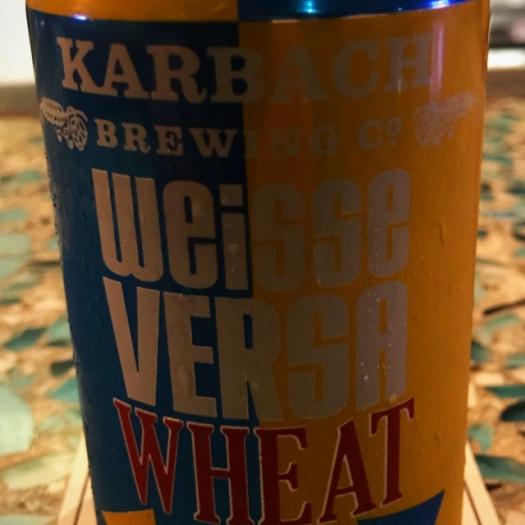 KARBACH
BREWING Cº
weisse
VERSA
WHEAT